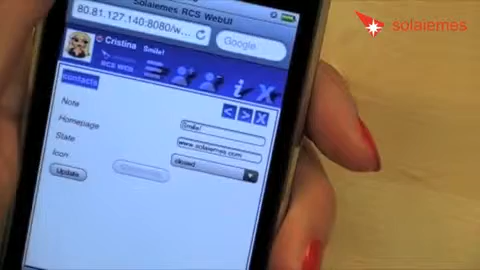 Solaiemes RCS WebUI
80.81.127.140:8080/w...
Google
solaiemes
Cristina Smile!
RCS WEB
contacts
< > X
Note Smile!
Homepage www.solaiemes.com
State closed
Icon
Update